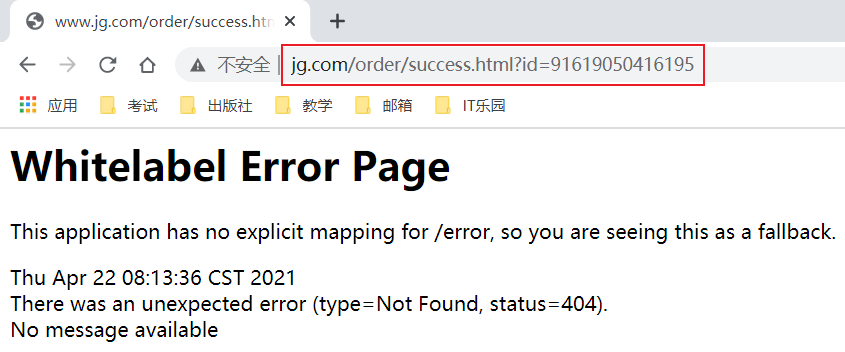 www.jg.com/order/success.htm
不安全 | jg.com/order/success.html?id=91619050416195
应用 考试 出版社 教学 邮箱 IT乐园
Whitelabel Error Page
This application has no explicit mapping for /error, so you are seeing this as a fallback.
Thu Apr 22 08:13:36 CST 2021
There was an unexpected error (type=Not Found, status=404).
No message available